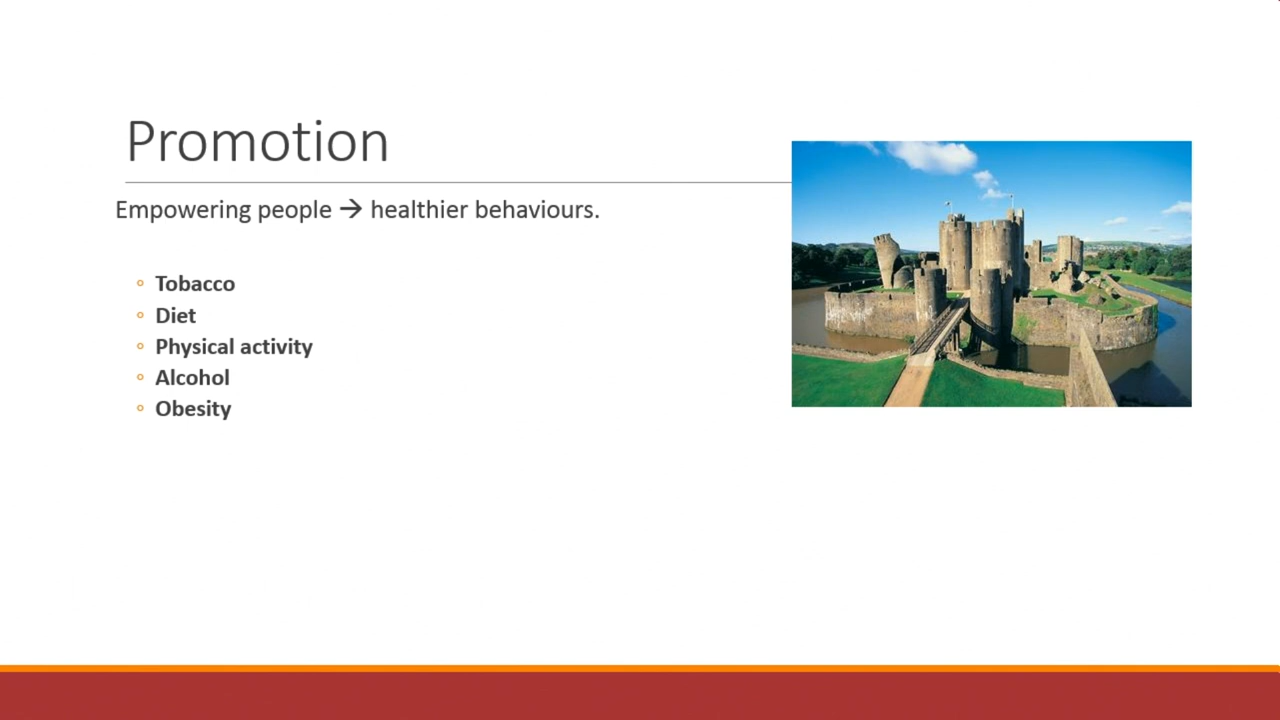 Promotion
Empowering people → healthier behaviours.
Tobacco
Diet
Physical activity
Alcohol
Obesity